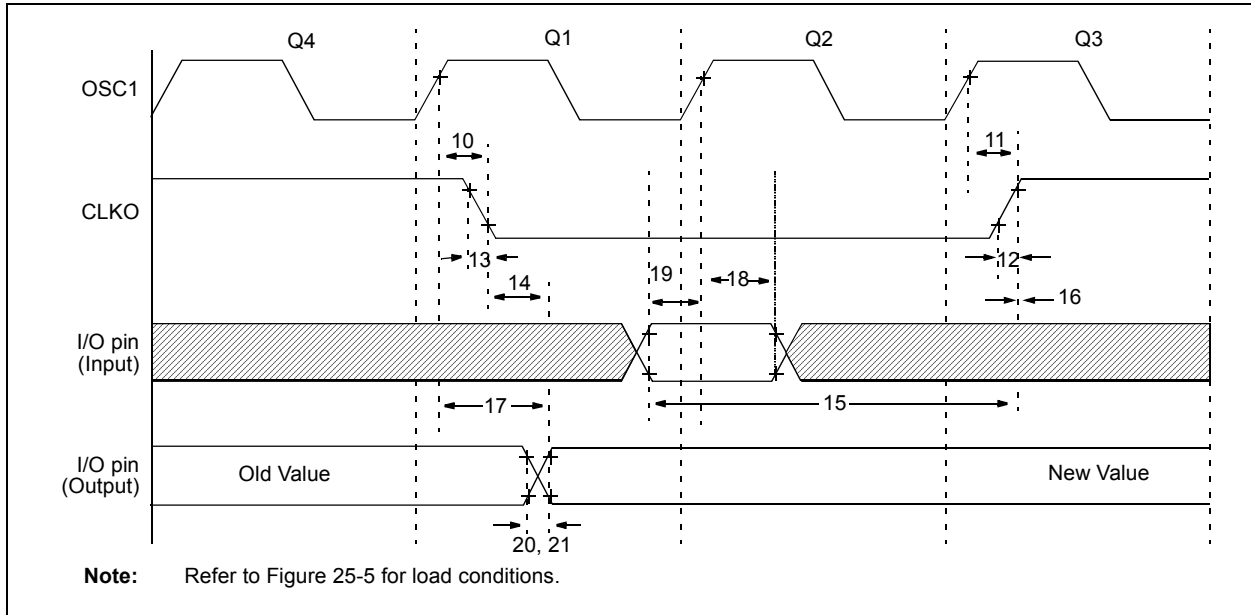 Q4 Q1 Q2 Q3
OSC1
10 11
CLKO
13 12
14 19 18 16
I/O pin
(Input)
17 15
I/O pin
(Output)
Old Value New Value
20, 21
Note: Refer to Figure 25-5 for load conditions.